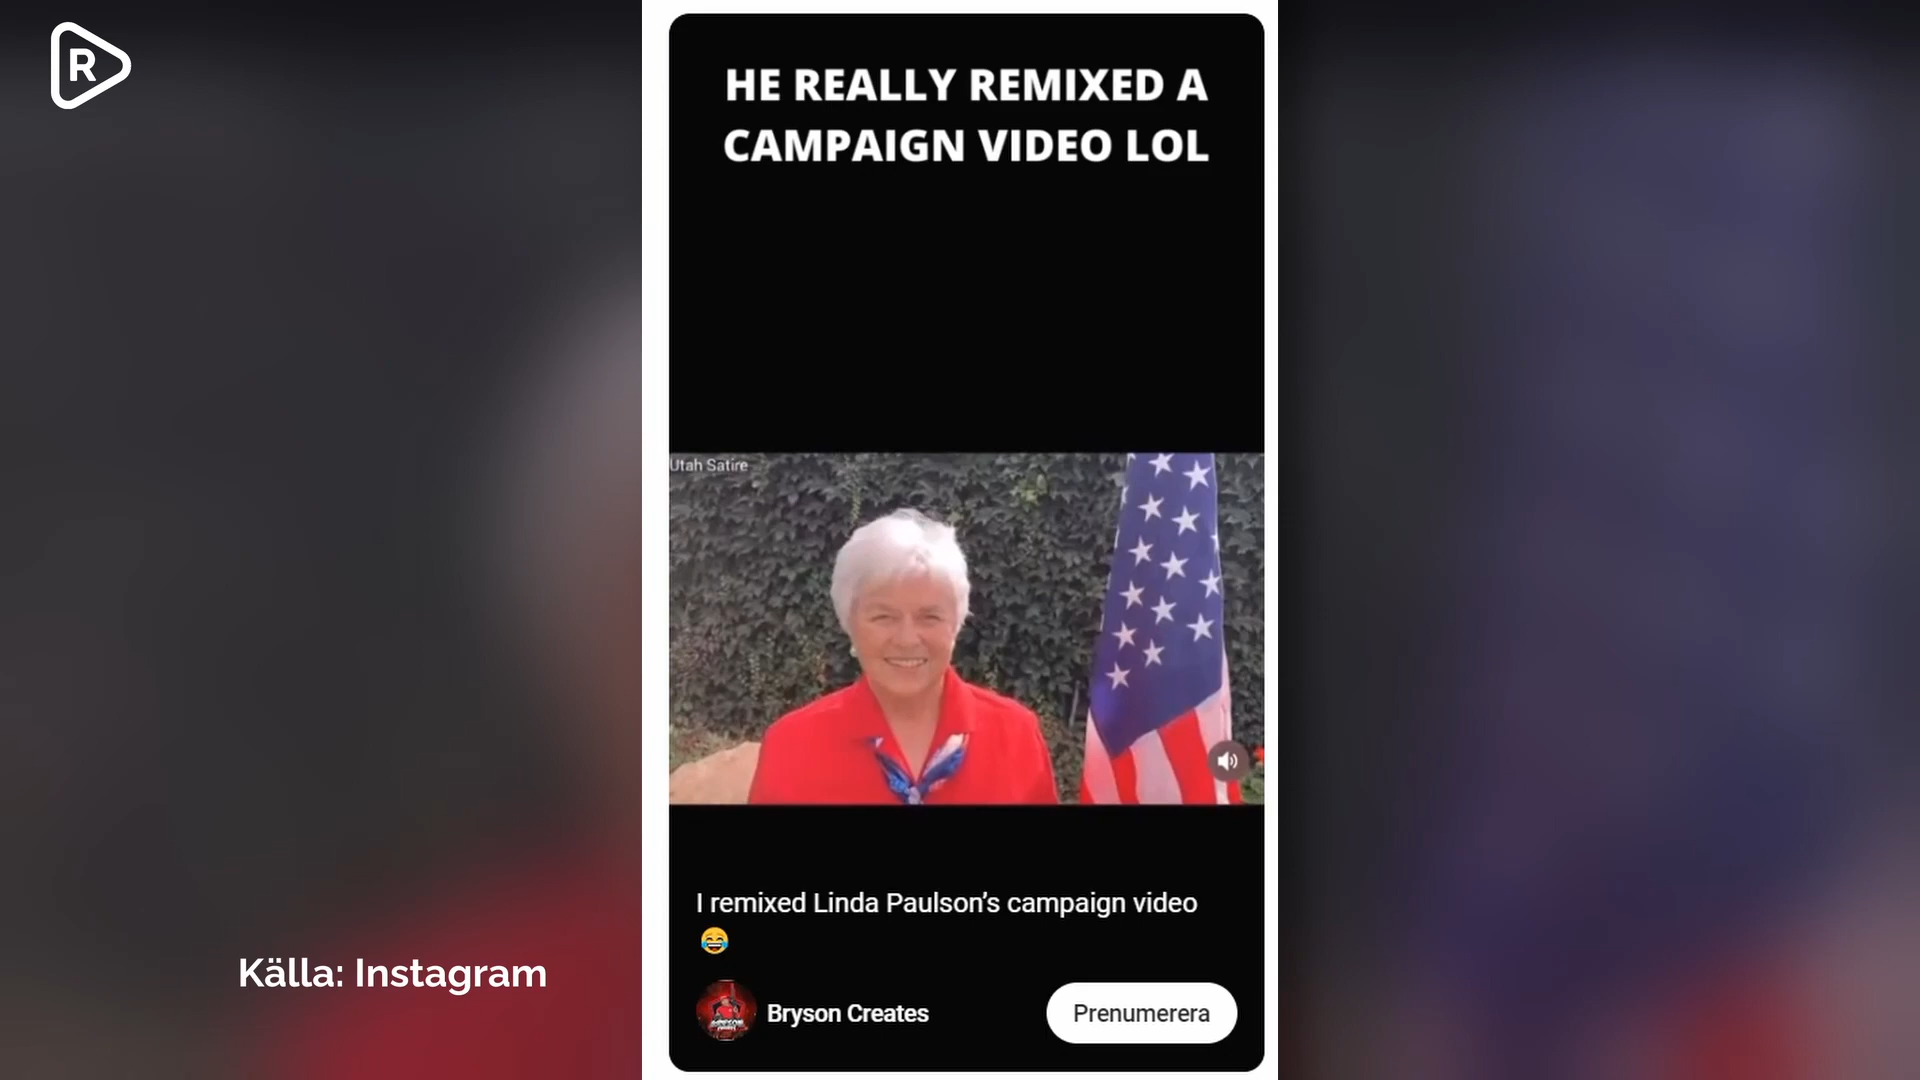 R
HE REALLY REMIXED A
CAMPAIGN VIDEO LOL
Utah Satire
I remixed Linda Paulson's campaign video
😂
Källa: Instagram
Bryson Creates
Prenumerera